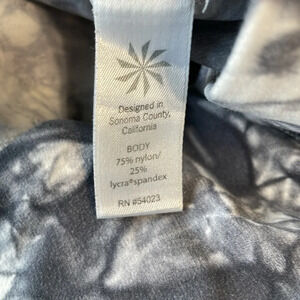 Designed in
Sonoma County,
California
BODY
75% nylon/
25%
lycra®spandex
RN #54023